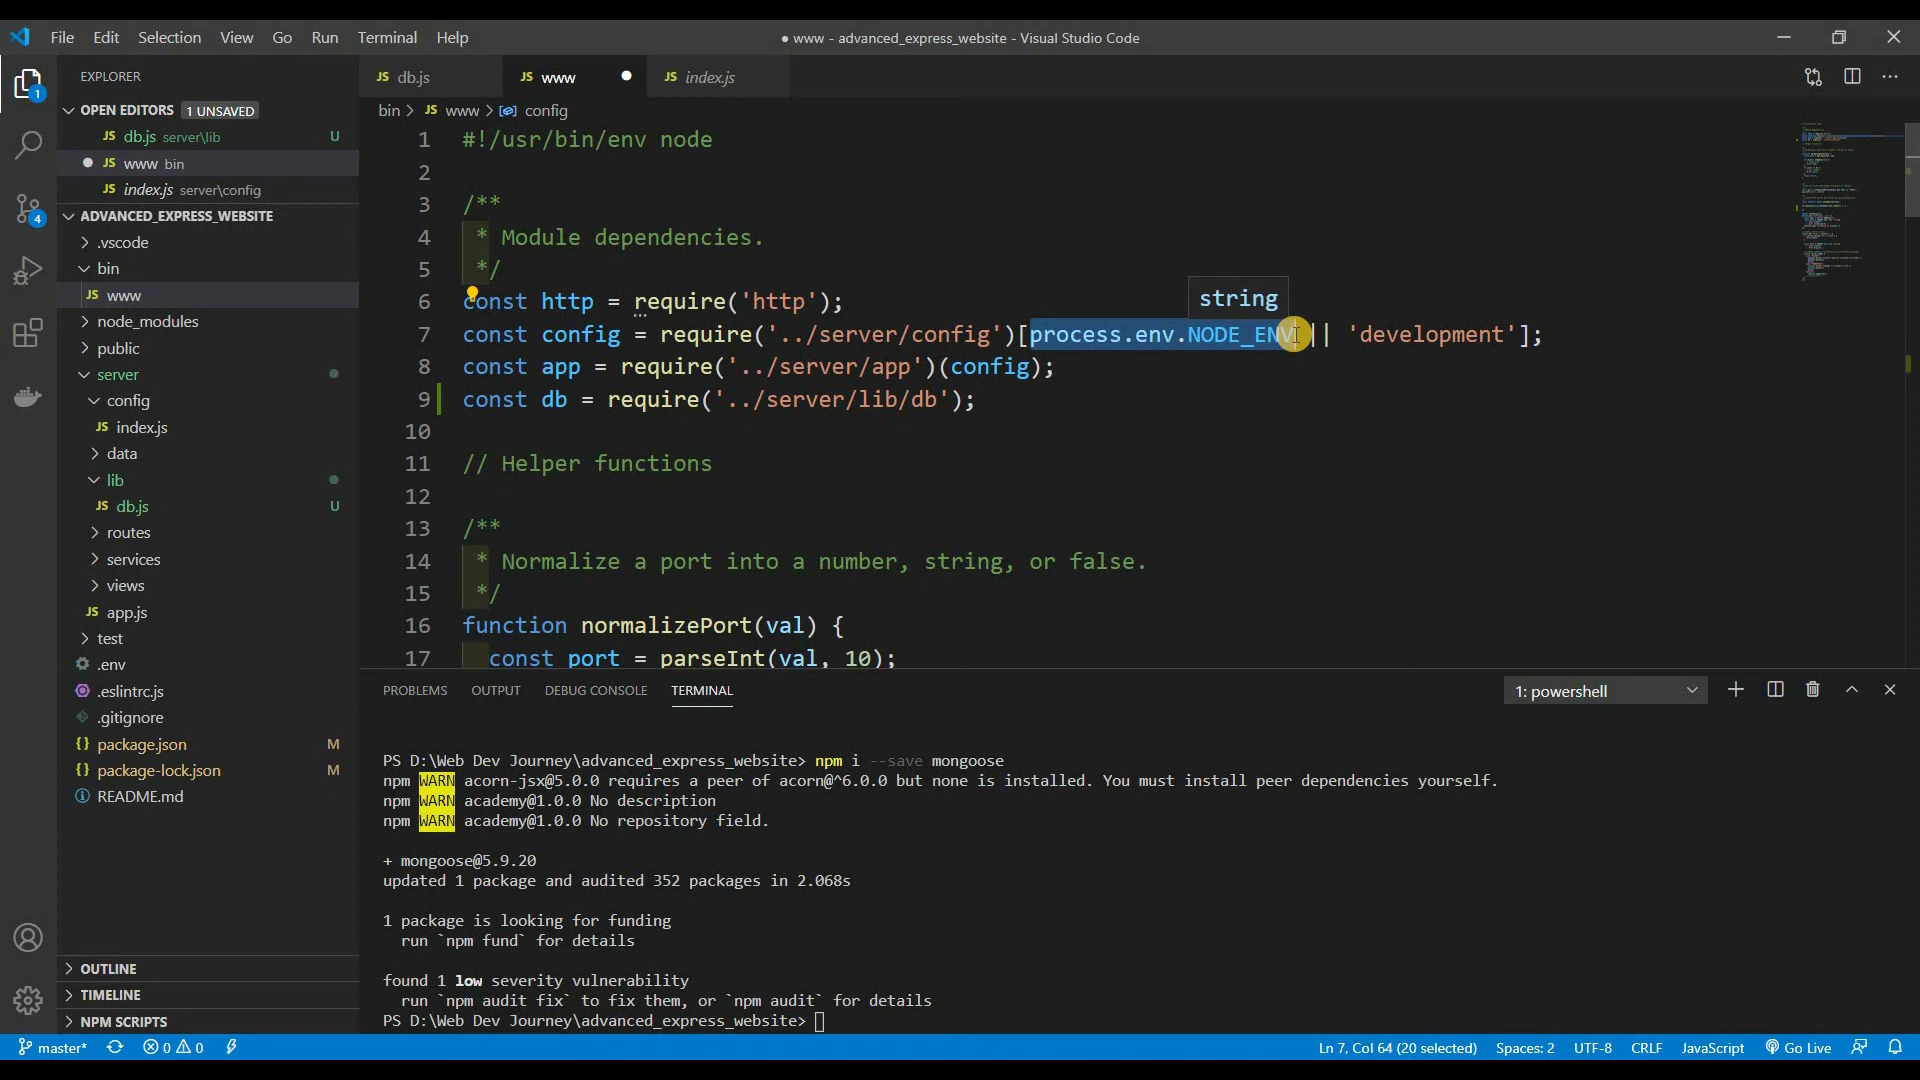 File Edit Selection View Go Run Terminal Help
● www - advanced_express_website - Visual Studio Code
EXPLORER
OPEN EDITORS 1 UNSAVED
JS db.js server\lib U
JS www bin
JS index.js server\config
ADVANCED_EXPRESS_WEBSITE
.vscode
bin
JS www
node_modules
public
server
config
JS index.js
data
lib
JS db.js U
routes
services
views
JS app.js
test
.env
.eslintrc.js
.gitignore
{} package.json M
{} package-lock.json M
README.md
OUTLINE
TIMELINE
NPM SCRIPTS
1
4
JS db.js
JS www
JS index.js
bin > JS www > config
1 #!/usr/bin/env node
2
3 /**
4 * Module dependencies.
5 */
6 const http = require('http');
string
7 const config = require('../server/config')[process.env.NODE_ENV || 'development'];
8 const app = require('../server/app')(config);
9 const db = require('../server/lib/db');
10
11 // Helper functions
12
13 /**
14 * Normalize a port into a number, string, or false.
15 */
16 function normalizePort(val) {
17 const port = parseInt(val, 10);
PROBLEMS OUTPUT DEBUG CONSOLE TERMINAL
1: powershell
PS D:\Web Dev Journey\advanced_express_website> npm i --save mongoose
npm WARN acorn-jsx@5.0.0 requires a peer of acorn@^6.0.0 but none is installed. You must install peer dependencies yourself.
npm WARN academy@1.0.0 No description
npm WARN academy@1.0.0 No repository field.
+ mongoose@5.9.20
updated 1 package and audited 352 packages in 2.068s
1 package is looking for funding
run `npm fund` for details
found 1 low severity vulnerability
run `npm audit fix` to fix them, or `npm audit` for details
PS D:\Web Dev Journey\advanced_express_website>
master* 0 0
Ln 7, Col 64 (20 selected) Spaces: 2 UTF-8 CRLF JavaScript Go Live